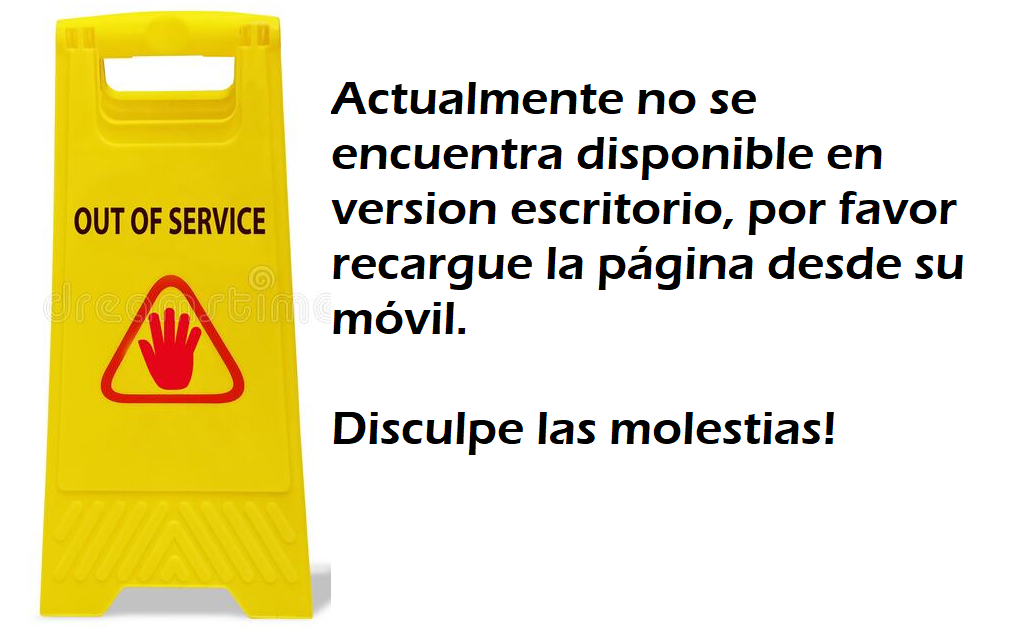 OUT OF SERVICE
dreamstime
Actualmente no se
encuentra disponible en
version escritorio, por favor
recargue la página desde su
móvil.
Disculpe las molestias!